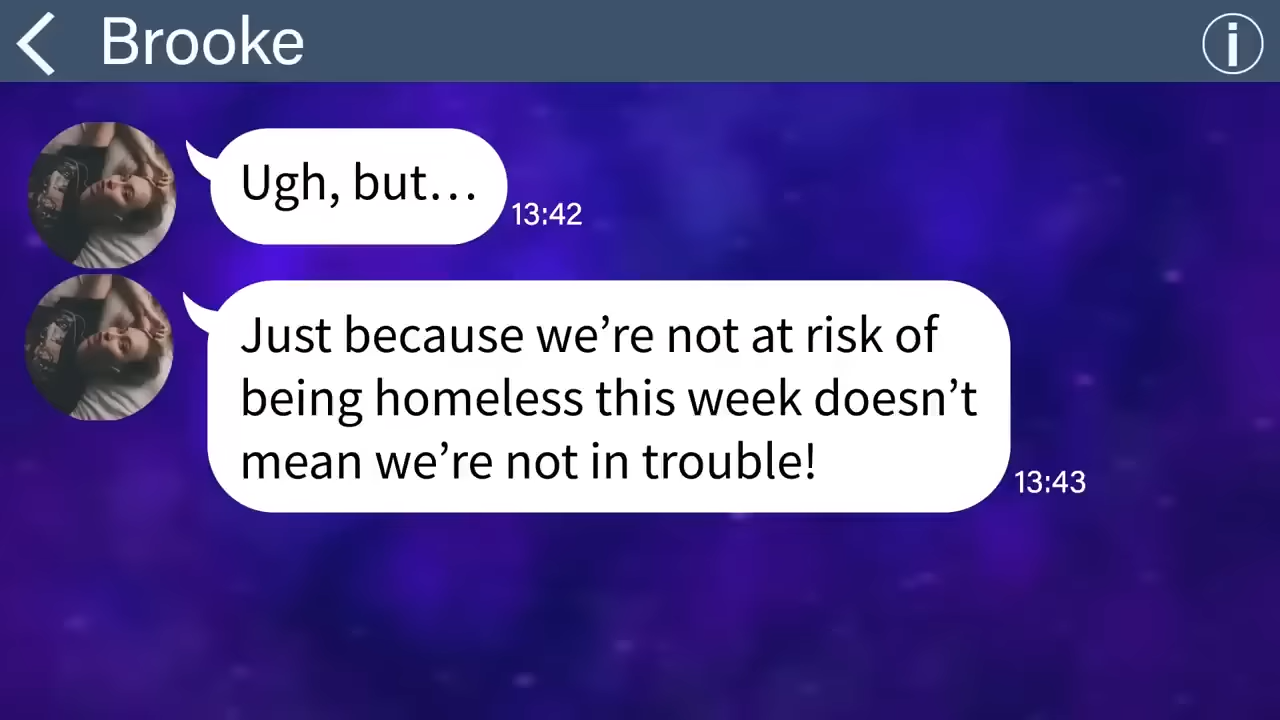 Brooke
i
Ugh, but…
13:42
Just because we’re not at risk of
being homeless this week doesn’t
mean we’re not in trouble!
13:43